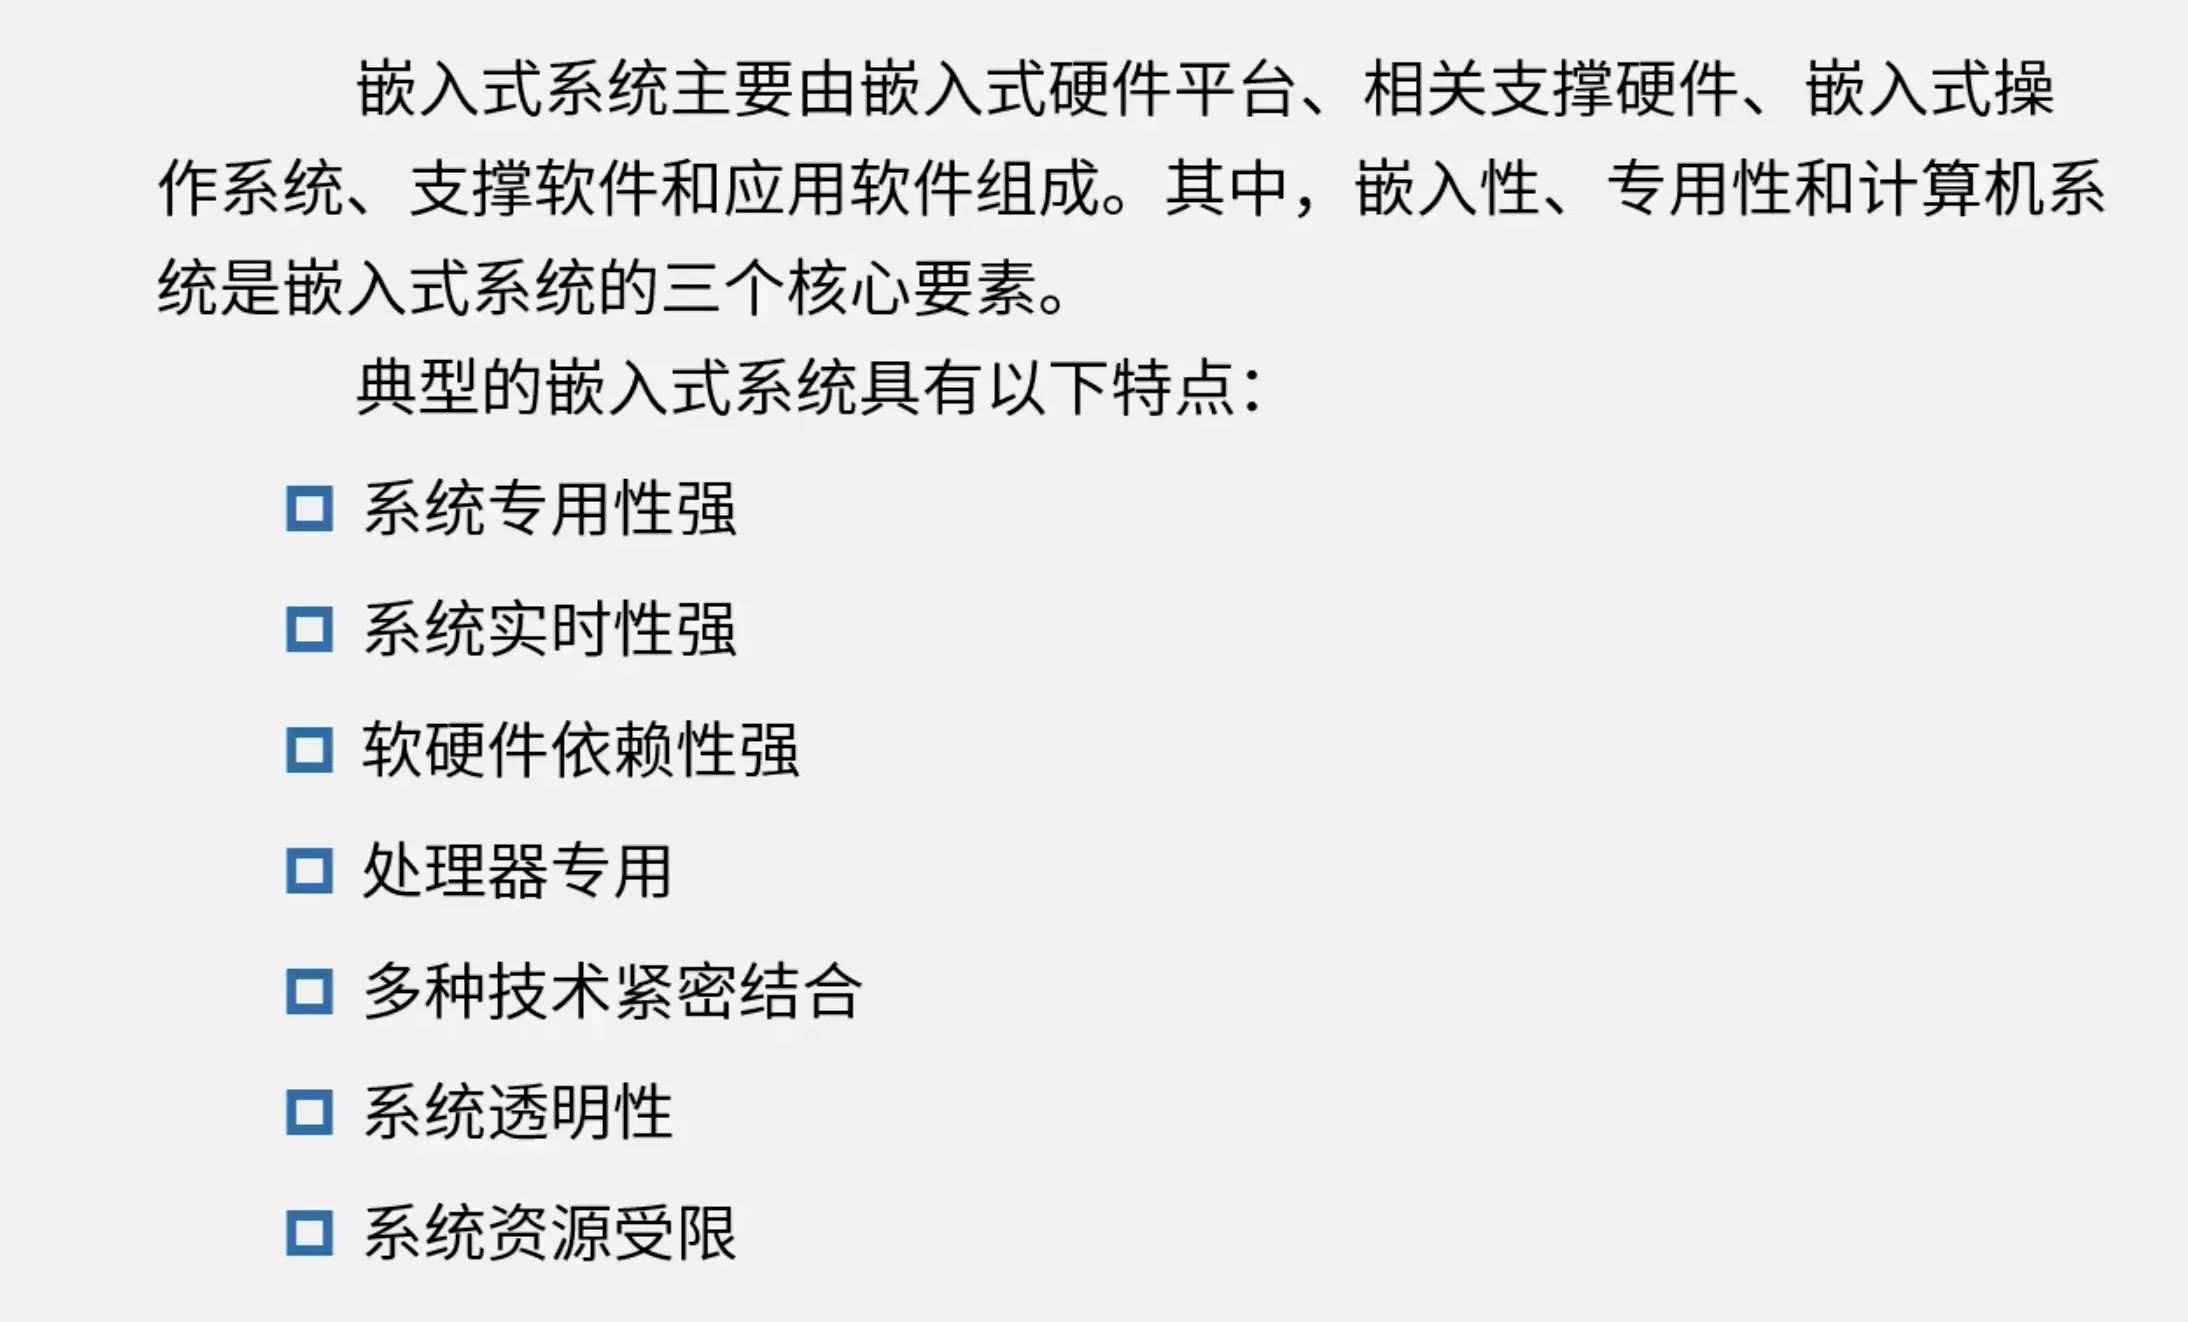 嵌入式系统主要由嵌入式硬件平台、相关支撑硬件、嵌入式操
作系统、支撑软件和应用软件组成。其中，嵌入性、专用性和计算机系
统是嵌入式系统的三个核心要素。
典型的嵌入式系统具有以下特点：
系统专用性强
系统实时性强
软硬件依赖性强
处理器专用
多种技术紧密结合
系统透明性
系统资源受限